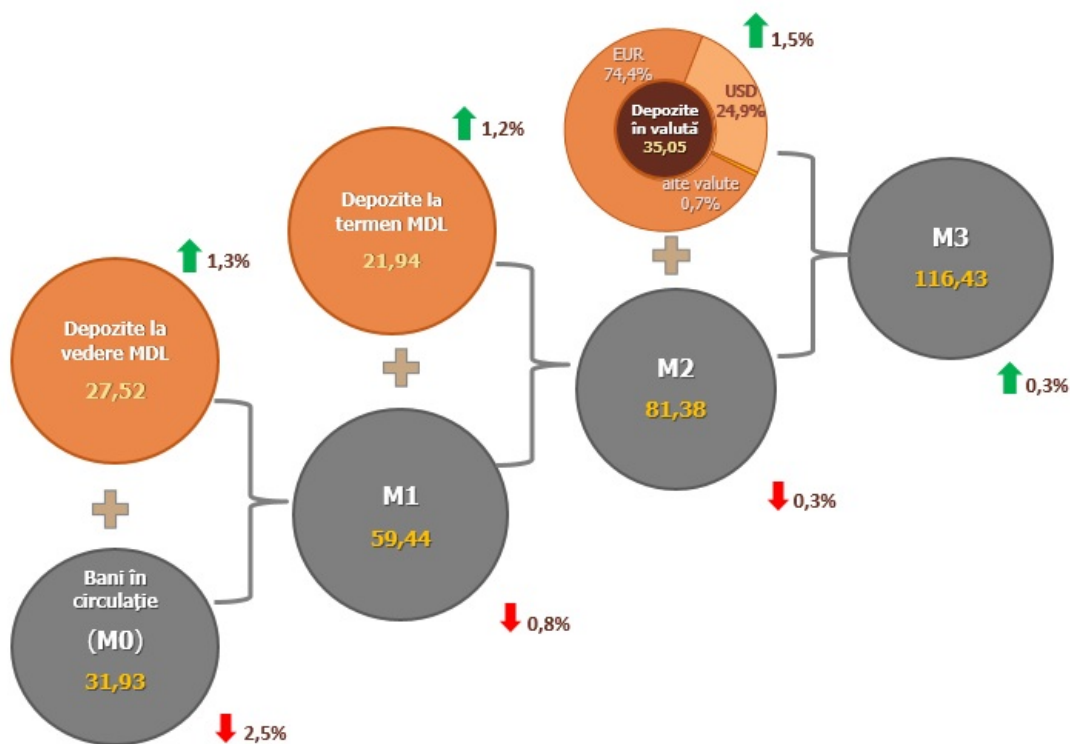 1,5%
EUR
74,4%
USD
24,9%
Depozite
în valută
35,05
alte valute
0,7%
1,2%
Depozite la
termen MDL
21,94
M3
116,43
0,3%
1,3%
Depozite la
vedere MDL
27,52
M2
81,38
0,3%
M1
59,44
0,8%
Bani în
circulație
(M0)
31,93
2,5%